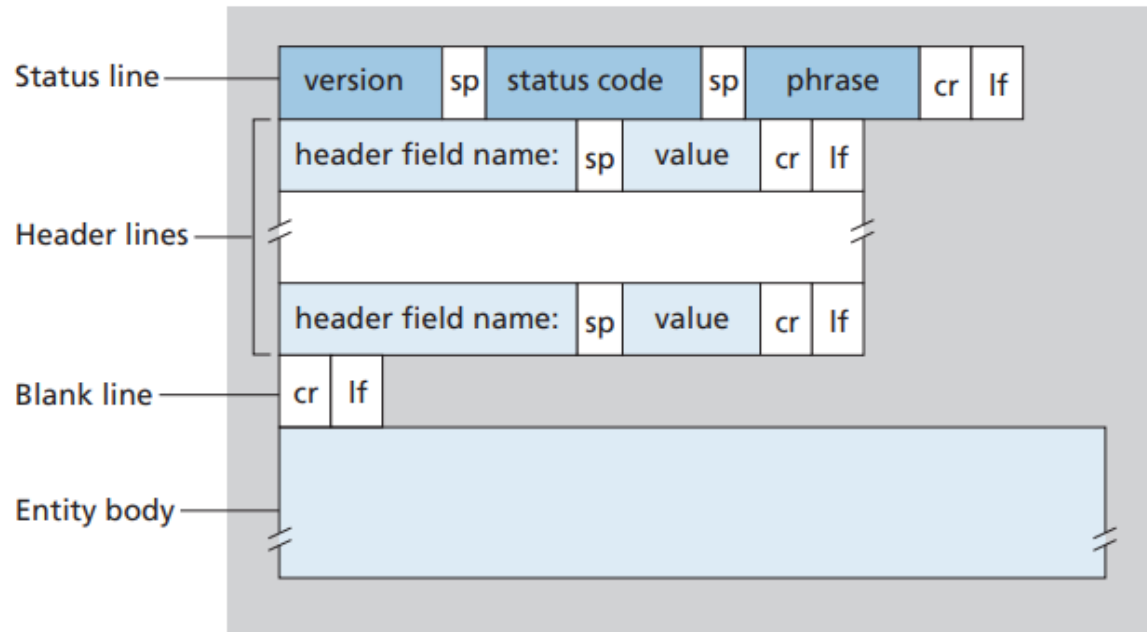 Status line version sp status code sp phrase cr lf
header field name: sp value cr lf
Header lines
header field name: sp value cr lf
Blank line cr lf
Entity body